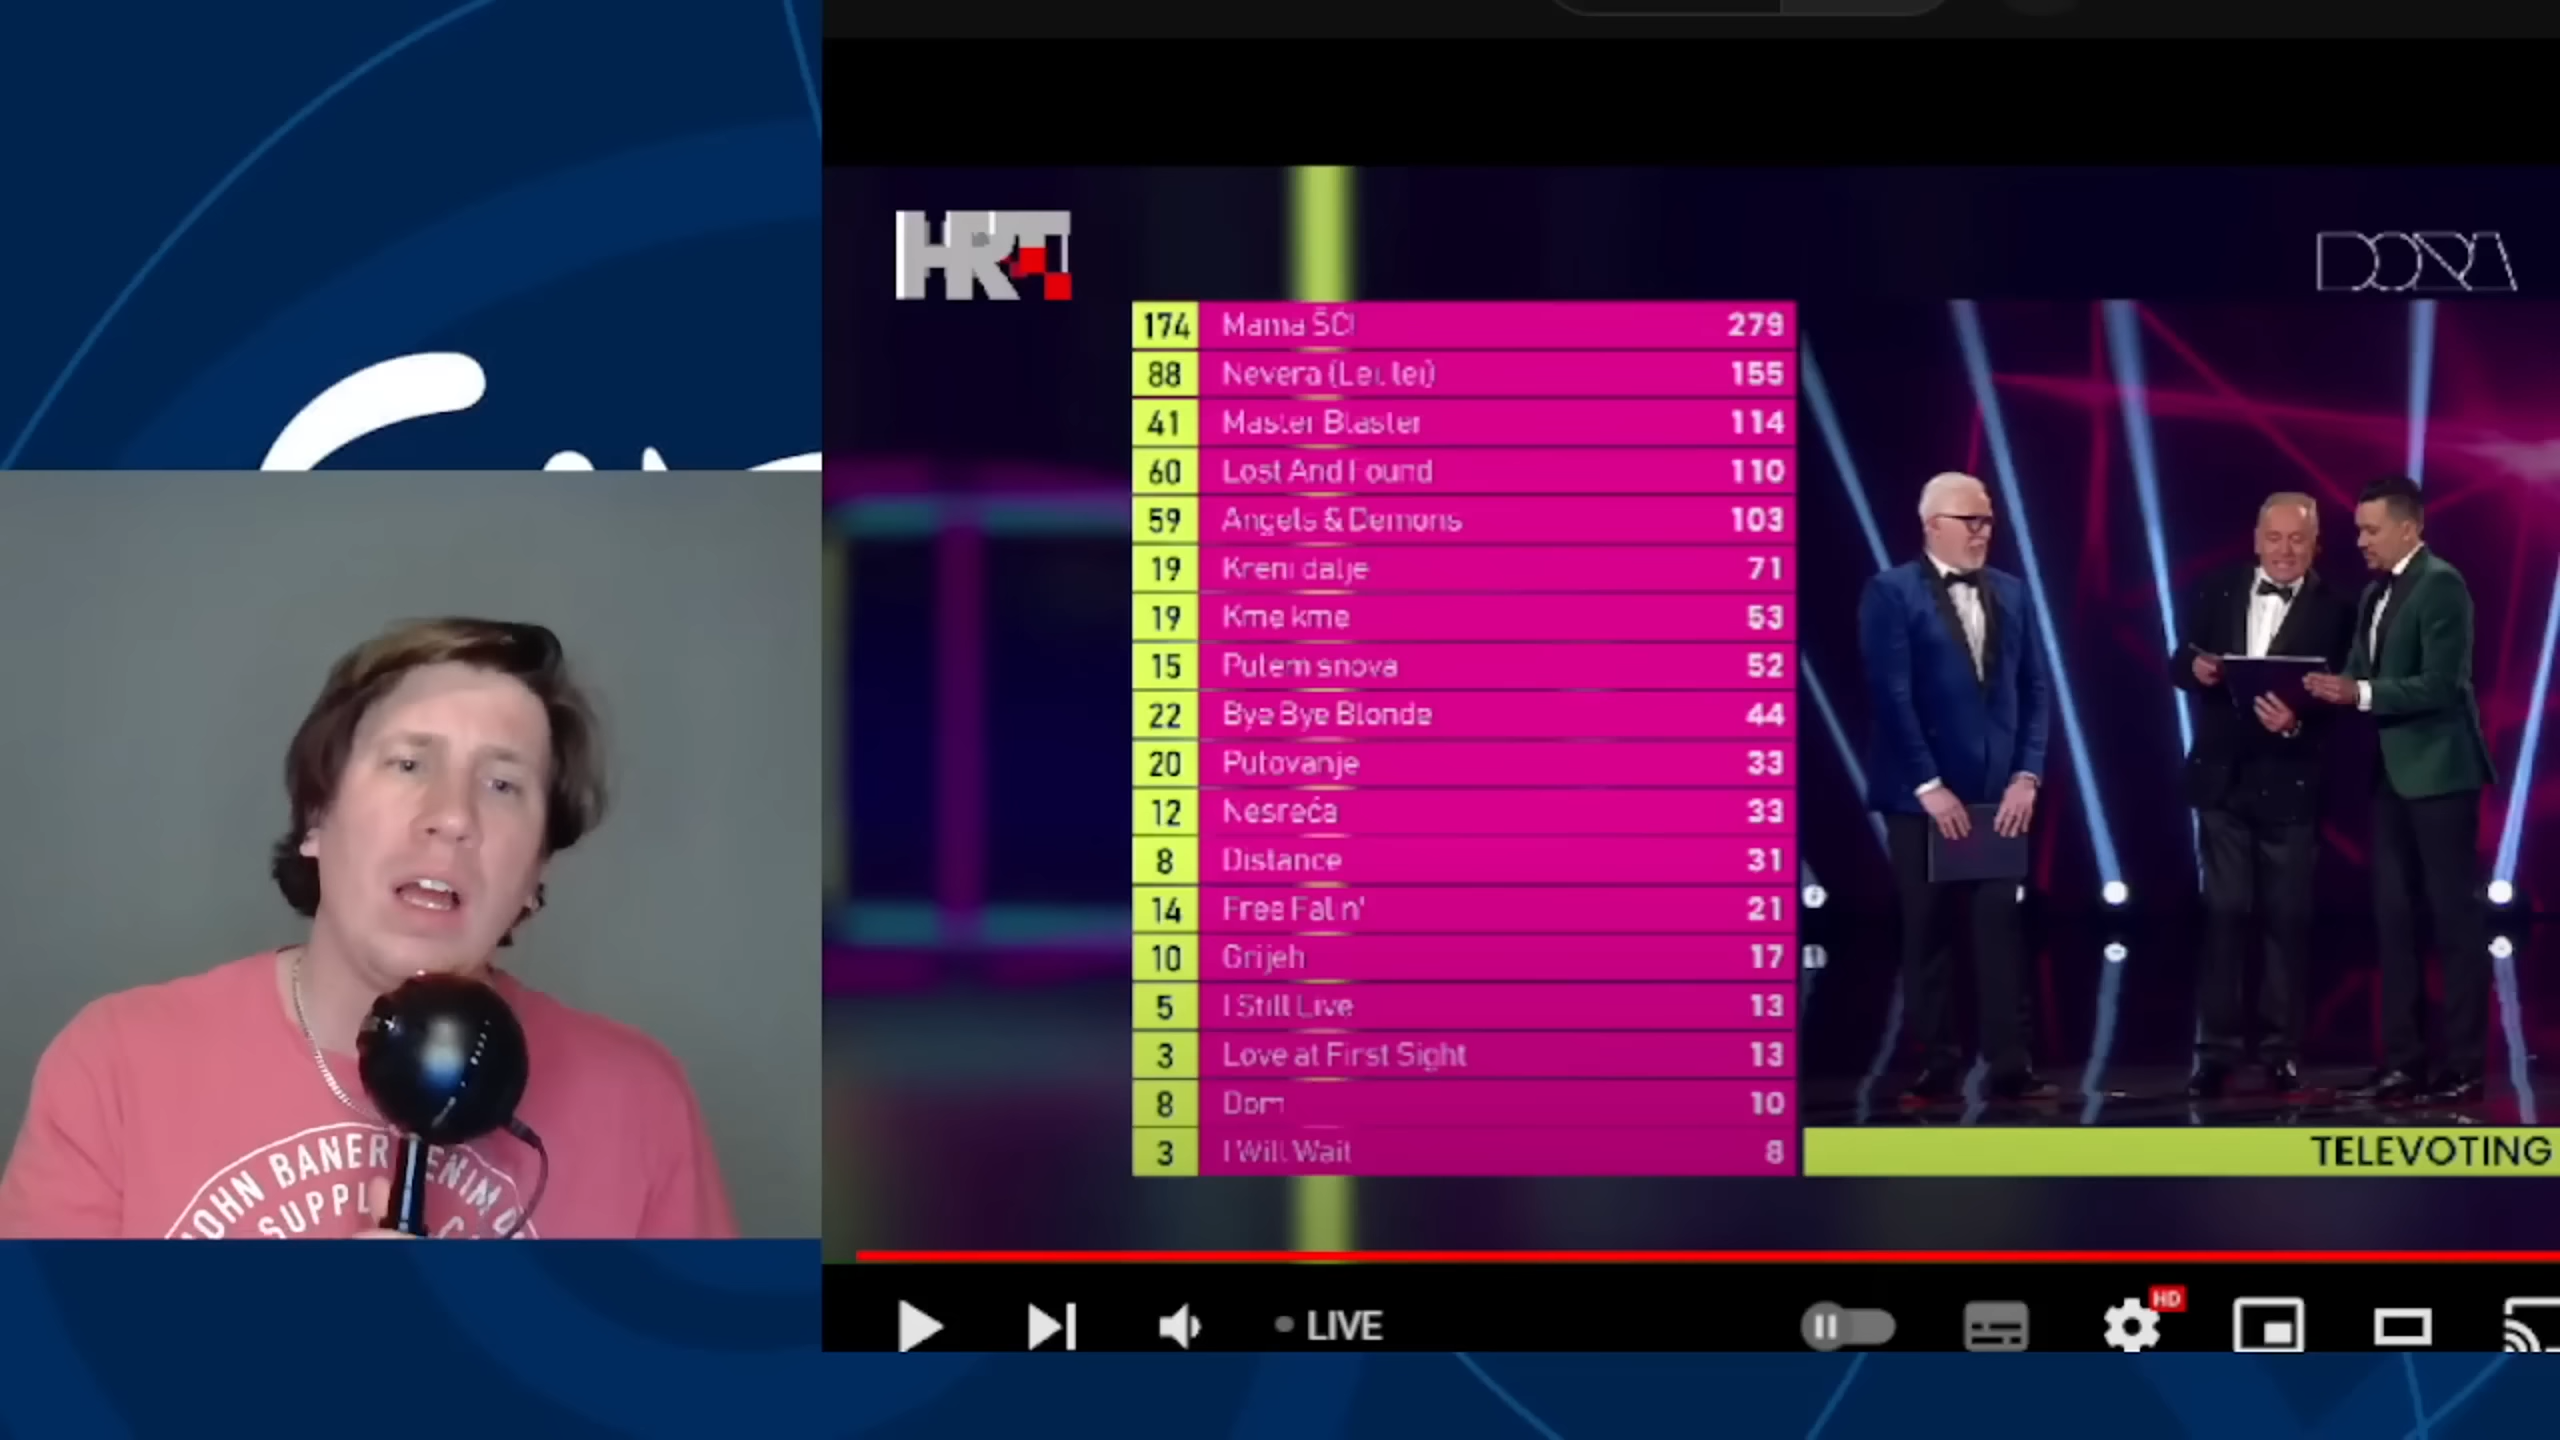 HRT
DORA
174 Mama ŠČ! 279
88 Nevera (Lei, lei) 155
41 Master Blaster 114
60 Lost And Found 110
59 Angels & Demons 103
19 Kreni dalje 71
19 Kme kme 53
15 Putem snova 52
22 Bye Bye Blonde 44
20 Putovanje 33
12 Nesreća 33
8 Distance 31
14 Free Fallin' 21
10 Grijeh 17
5 I Still Live 13
3 Love at First Sight 13
8 Dom 10
3 I Will Wait 8
TELEVOTING
LIVE
HD
JOHN BANER DENIM
SUPPL